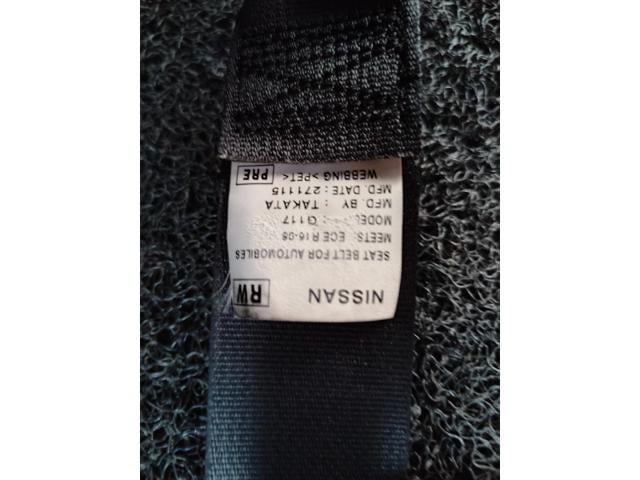 NISSAN RW
SEAT BELT FOR AUTOMOBILES
MEETS: ECE R16-06
MODEL : G117
MFD. BY : TAKATA
MFD. DATE : 271115
WEBBING >PET< PRE